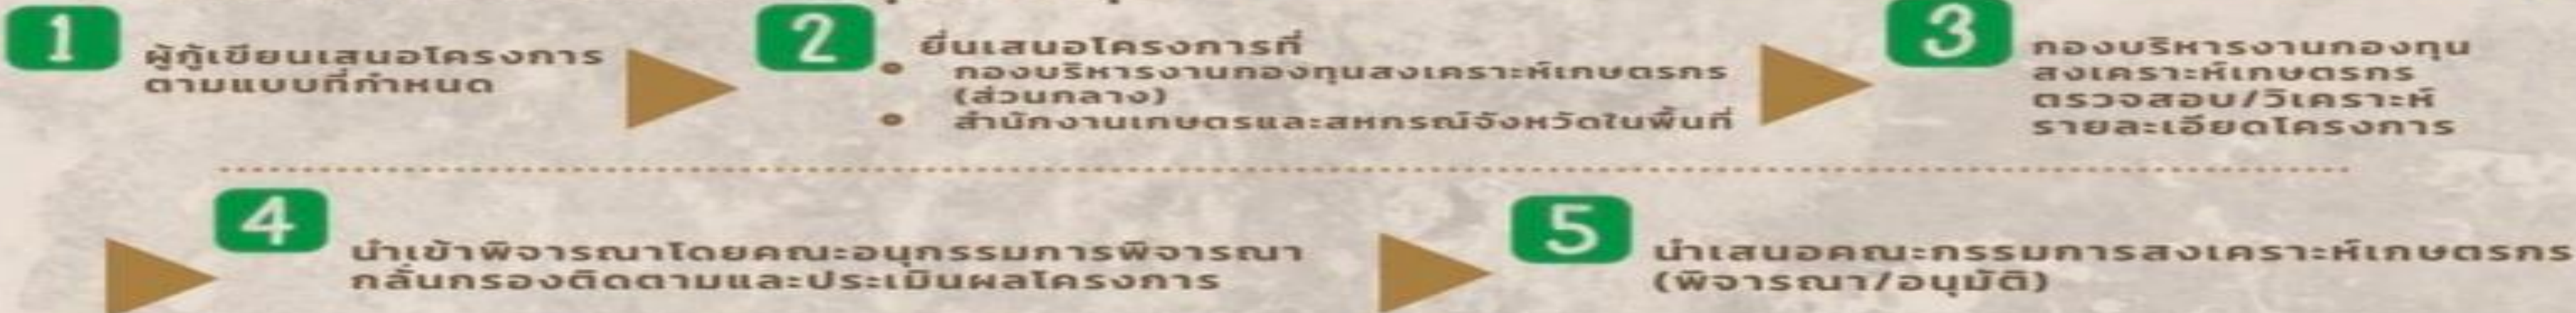 1
ผู้กู้เขียนเสนอโครงการ
ตามแบบที่กำหนด
2
ยื่นเสนอโครงการที่
• กองบริหารงานกองทุนสงเคราะห์เกษตรกร
(ส่วนกลาง)
• สำนักงานเกษตรและสหกรณ์จังหวัดในพื้นที่
3
กองบริหารงานกองทุน
สงเคราะห์เกษตรกร
ตรวจสอบ/วิเคราะห์
รายละเอียดโครงการ
4
นำเข้าพิจารณาโดยคณะอนุกรรมการพิจารณา
กลั่นกรองติดตามและประเมินผลโครงการ
5
นำเสนอคณะกรรมการสงเคราะห์เกษตรกร
(พิจารณา/อนุมัติ)